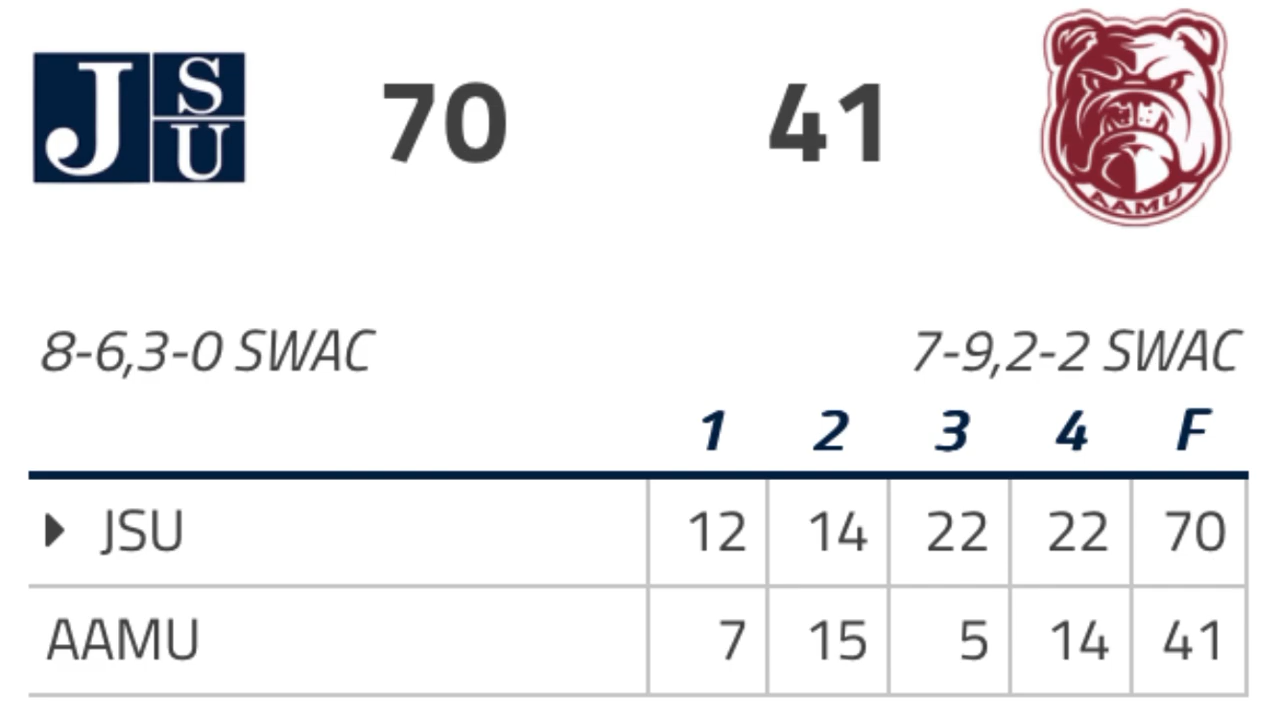 J S U 70 41 AAMU
8-6,3-0 SWAC 7-9,2-2 SWAC
1 2 3 4 F
JSU 12 14 22 22 70
AAMU 7 15 5 14 41